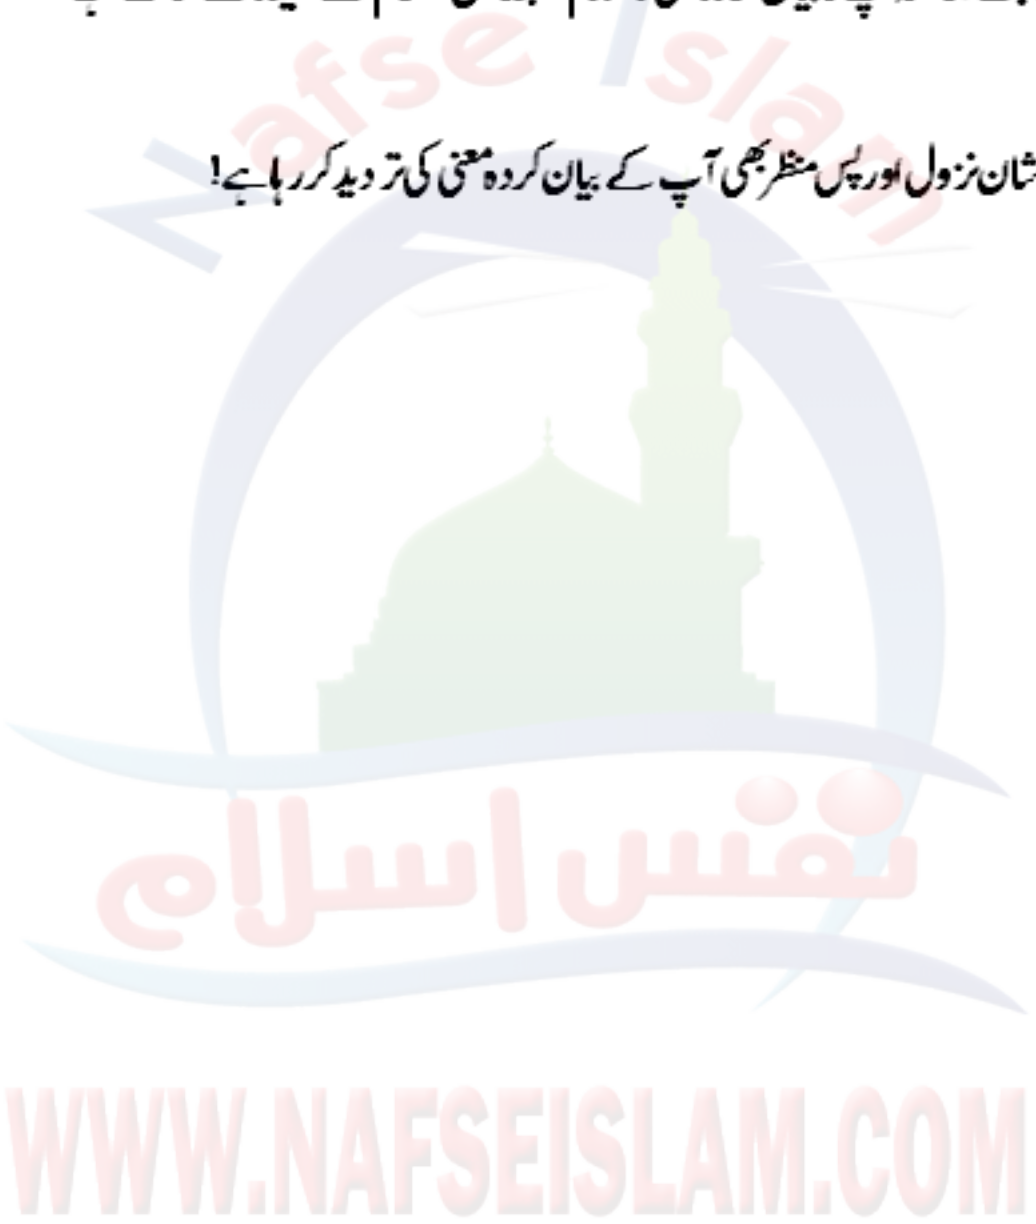 Nafse Islam
شان نزول اور پس منظر بھی آپ کے بیان کردہ معنی کی تردید کر رہا ہے!
نفس اسلام
WWW.NAFSEISLAM.COM